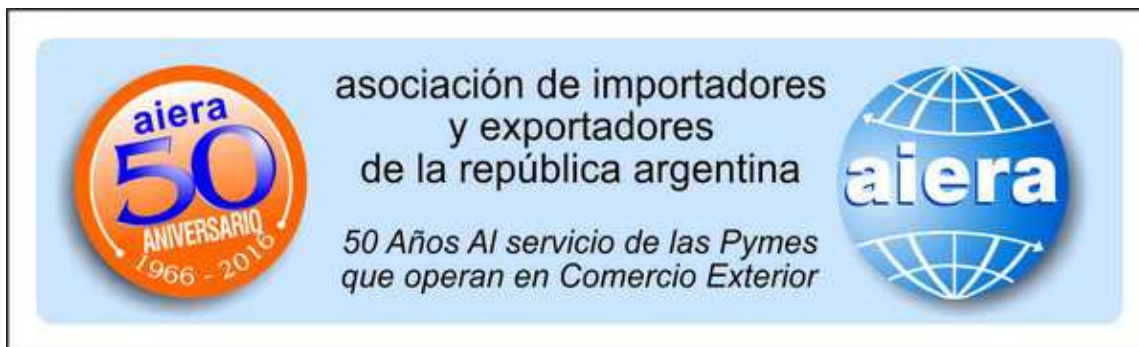 aiera
50
ANIVERSARIO
1966 - 2016
asociación de importadores
y exportadores
de la república argentina
50 Años Al servicio de las Pymes
que operan en Comercio Exterior
aiera